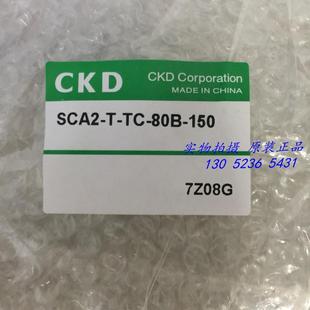 CKD
CKD Corporation
MADE IN CHINA
SCA2-T-TC-80B-150
实物拍摄 原装正品
130 5236 5431
7Z08G